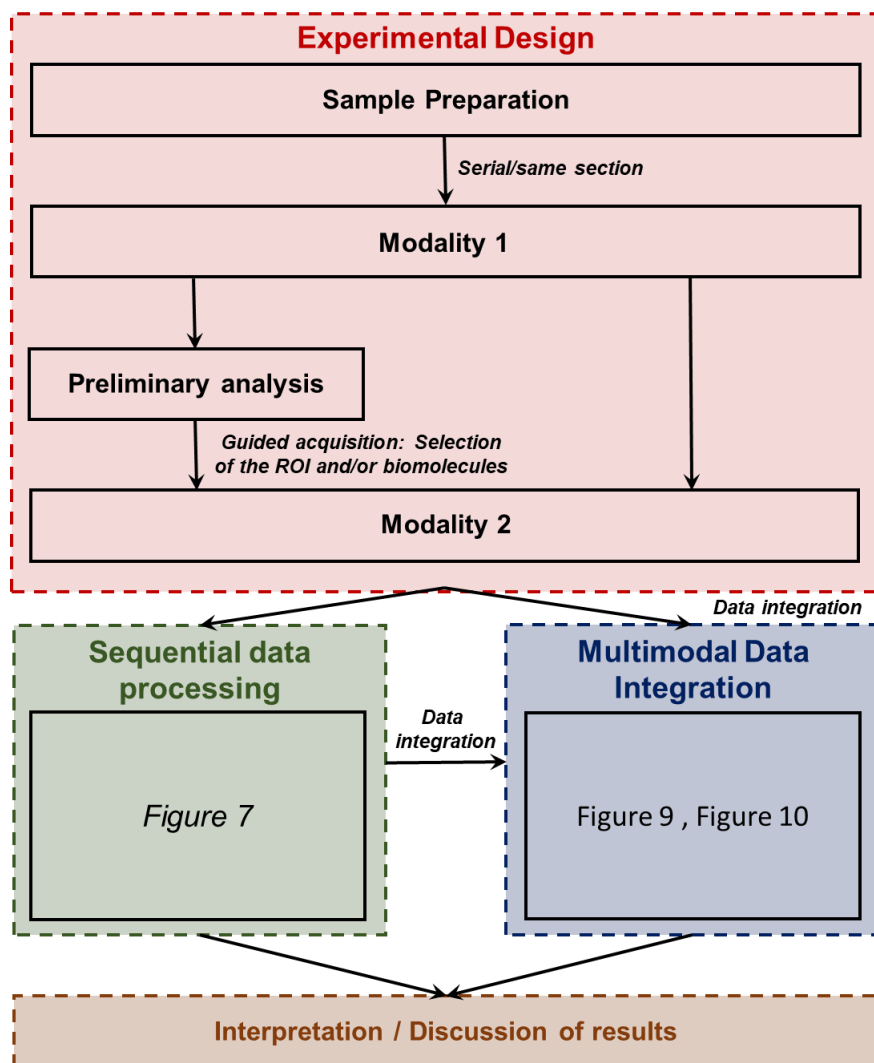 Experimental Design
Sample Preparation
Serial/same section
Modality 1
Preliminary analysis
Guided acquisition: Selection
of the ROI and/or biomolecules
Modality 2
Data integration
Sequential data
processing
Multimodal Data
Integration
Data
integration
Figure 7
Figure 9 , Figure 10
Interpretation / Discussion of results